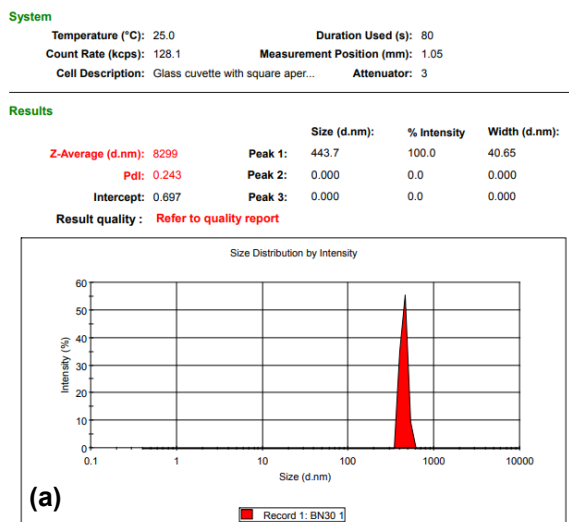 System
Temperature (°C): 25.0 Duration Used (s): 80
Count Rate (kcps): 128.1 Measurement Position (mm): 1.05
Cell Description: Glass cuvette with square aper... Attenuator: 3
Results
Size (d.nm): % Intensity Width (d.nm):
Z-Average (d.nm): 8299 Peak 1: 443.7 100.0 40.65
PdI: 0.243 Peak 2: 0.000 0.0 0.000
Intercept: 0.697 Peak 3: 0.000 0.0 0.000
Result quality : Refer to quality report
Size Distribution by Intensity
60
50
40
30
20
10
0
Intensity (%)
0.1 1 10 100 1000 10000
Size (d.nm)
(a)
Record 1: BN30 1